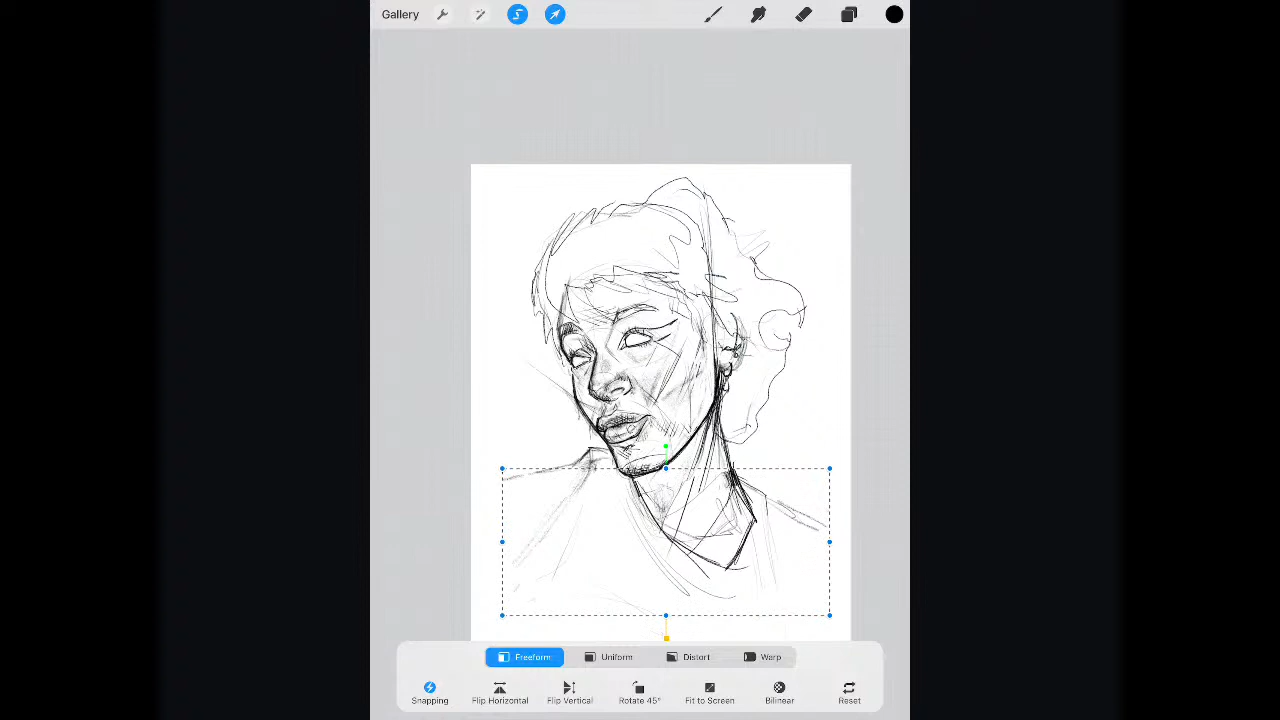 Gallery
Freeform Uniform Distort Warp
Snapping Flip Horizontal Flip Vertical Rotate 45° Fit to Screen Bilinear Reset